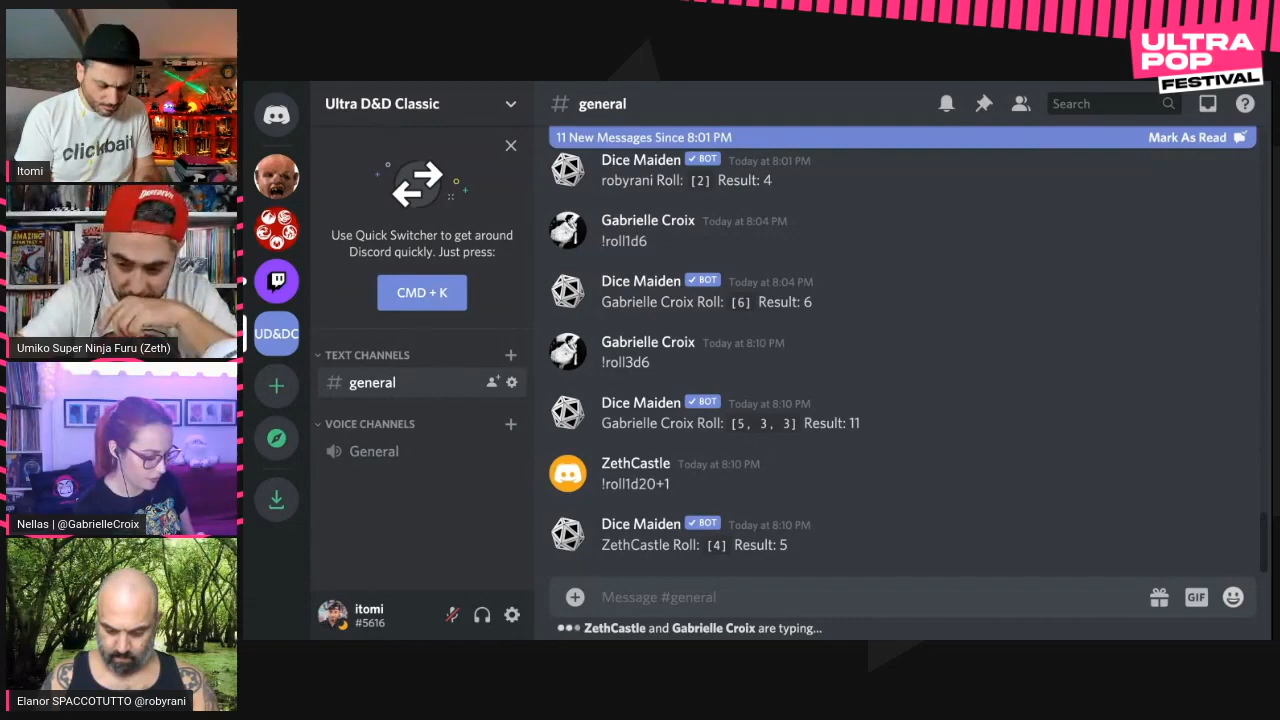 ULTRA
POP
FESTIVAL
clickbait
Itomi
DAREDEVIL
AMAZING
Umiko Super Ninja Furu (Zeth)
Nellas | @GabrielleCroix
Elanor SPACCOTUTTO @robyrani
UD&DC
Ultra D&D Classic
Use Quick Switcher to get around
Discord quickly. Just press:
CMD + K
TEXT CHANNELS
# general
VOICE CHANNELS
General
itomi
#5616
# general
Search
11 New Messages Since 8:01 PM
Mark As Read
Dice Maiden BOT Today at 8:01 PM
robyrani Roll: [2] Result: 4
Gabrielle Croix Today at 8:04 PM
!roll1d6
Dice Maiden BOT Today at 8:04 PM
Gabrielle Croix Roll: [6] Result: 6
Gabrielle Croix Today at 8:10 PM
!roll3d6
Dice Maiden BOT Today at 8:10 PM
Gabrielle Croix Roll: [5, 3, 3] Result: 11
ZethCastle Today at 8:10 PM
!roll1d20+1
Dice Maiden BOT Today at 8:10 PM
ZethCastle Roll: [4] Result: 5
Message #general
GIF
ZethCastle and Gabrielle Croix are typing...